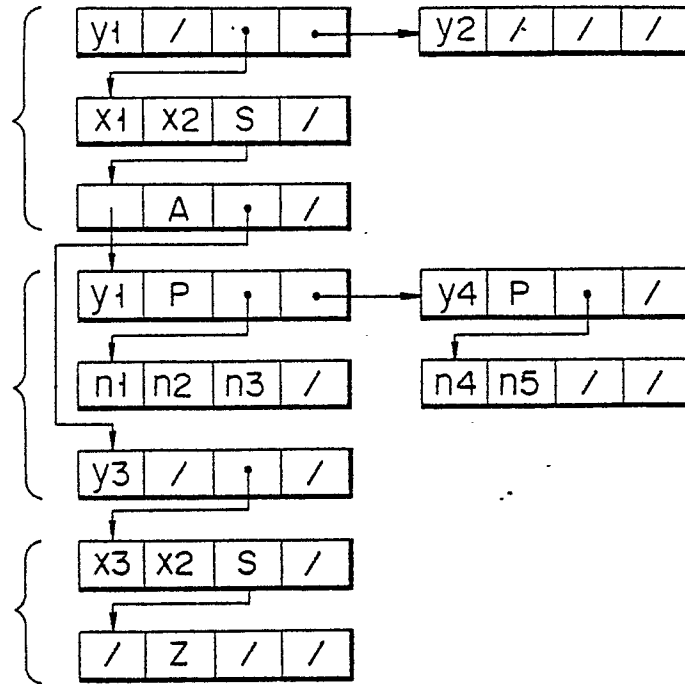 y1 / y2 / / /
x1 x2 S /
A /
y1 P y4 P /
n1 n2 n3 / n4 n5 / /
y3 / /
x3 x2 S /
/ Z / /